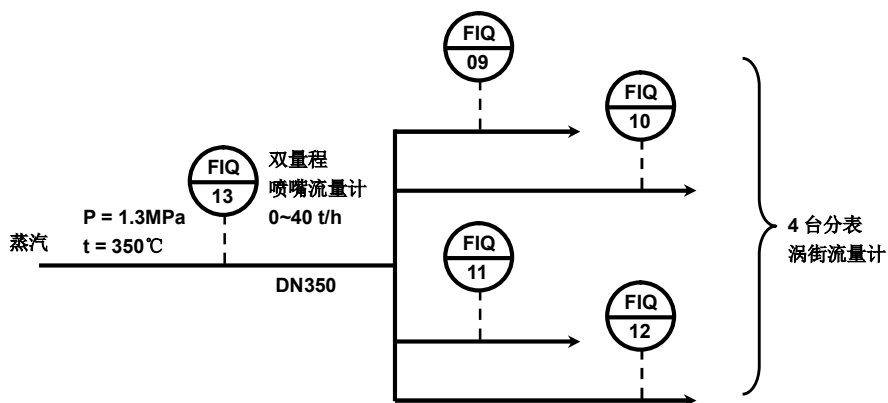 FIQ
09
FIQ
10
FIQ
13
双量程
喷嘴流量计
0~40 t/h
P = 1.3MPa
t = 350℃
蒸汽
DN350
FIQ
11
FIQ
12
4 台分表
涡街流量计